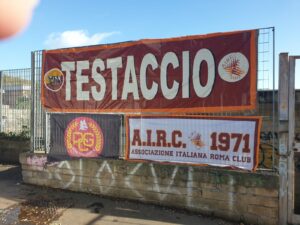 TESTACCIO
A.I.R.C. 1971
ASSOCIAZIONE ITALIANA ROMA CLUB